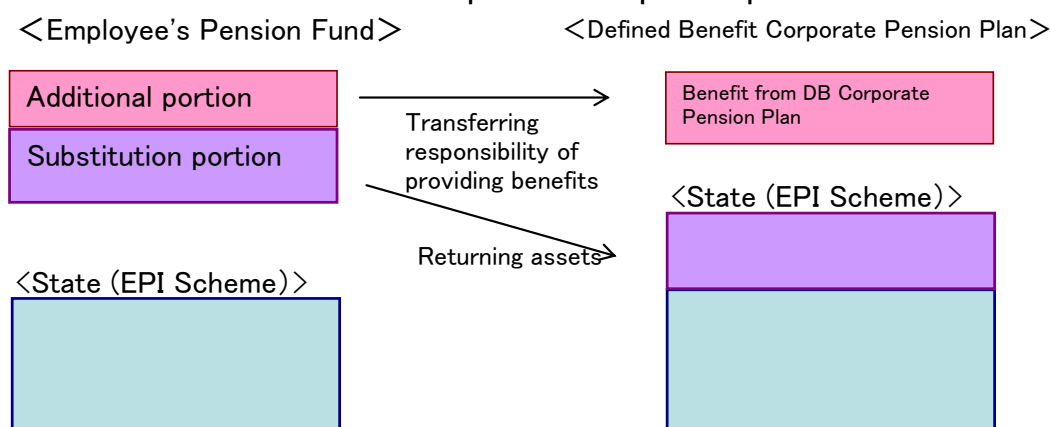 <Employee's Pension Fund>
<Defined Benefit Corporate Pension Plan>
Additional portion
Substitution portion
Transferring
responsibility of
providing benefits
Returning assets
Benefit from DB Corporate
Pension Plan
<State (EPI Scheme)>
<State (EPI Scheme)>